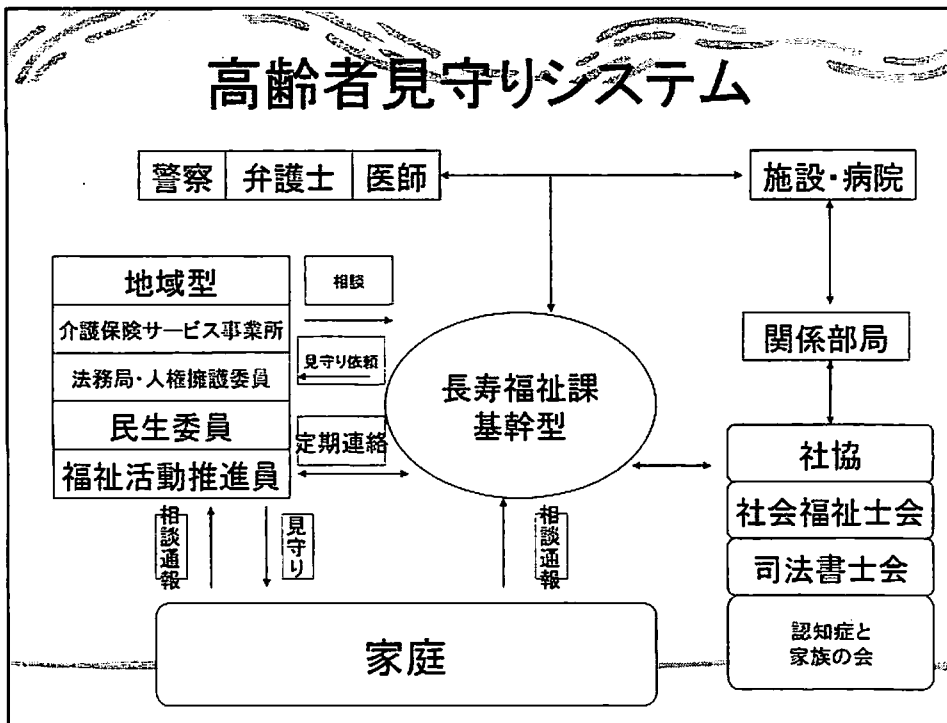 高齢者見守りシステム
警察 弁護士 医師
施設・病院
地域型
介護保険サービス事業所
法務局・人権擁護委員
民生委員
福祉活動推進員
相談
見守り依頼
定期連絡
長寿福祉課
基幹型
関係部局
社協
社会福祉士会
司法書士会
認知症と
家族の会
相談通報
見守り
相談通報
家庭